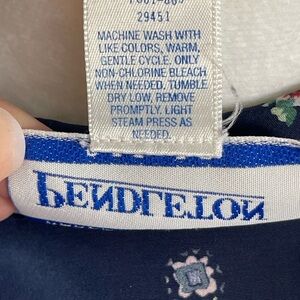 29451
MACHINE WASH WITH
LIKE COLORS, WARM,
GENTLE CYCLE. ONLY
NON-CHLORINE BLEACH
WHEN NEEDED, TUMBLE
DRY LOW, REMOVE
PROMPTLY. LIGHT
STEAM PRESS AS
NEEDED.
PENDLETON